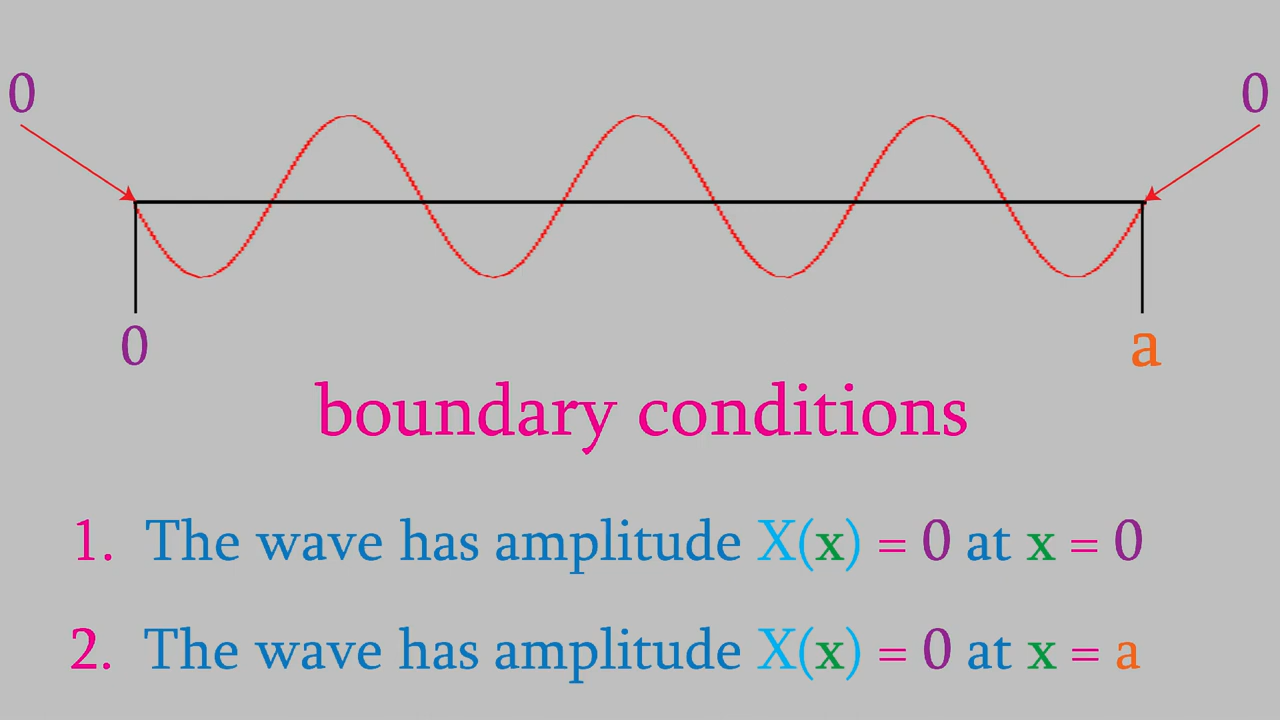 0 0
0 a
boundary conditions
1. The wave has amplitude X(x) = 0 at x = 0
2. The wave has amplitude X(x) = 0 at x = a